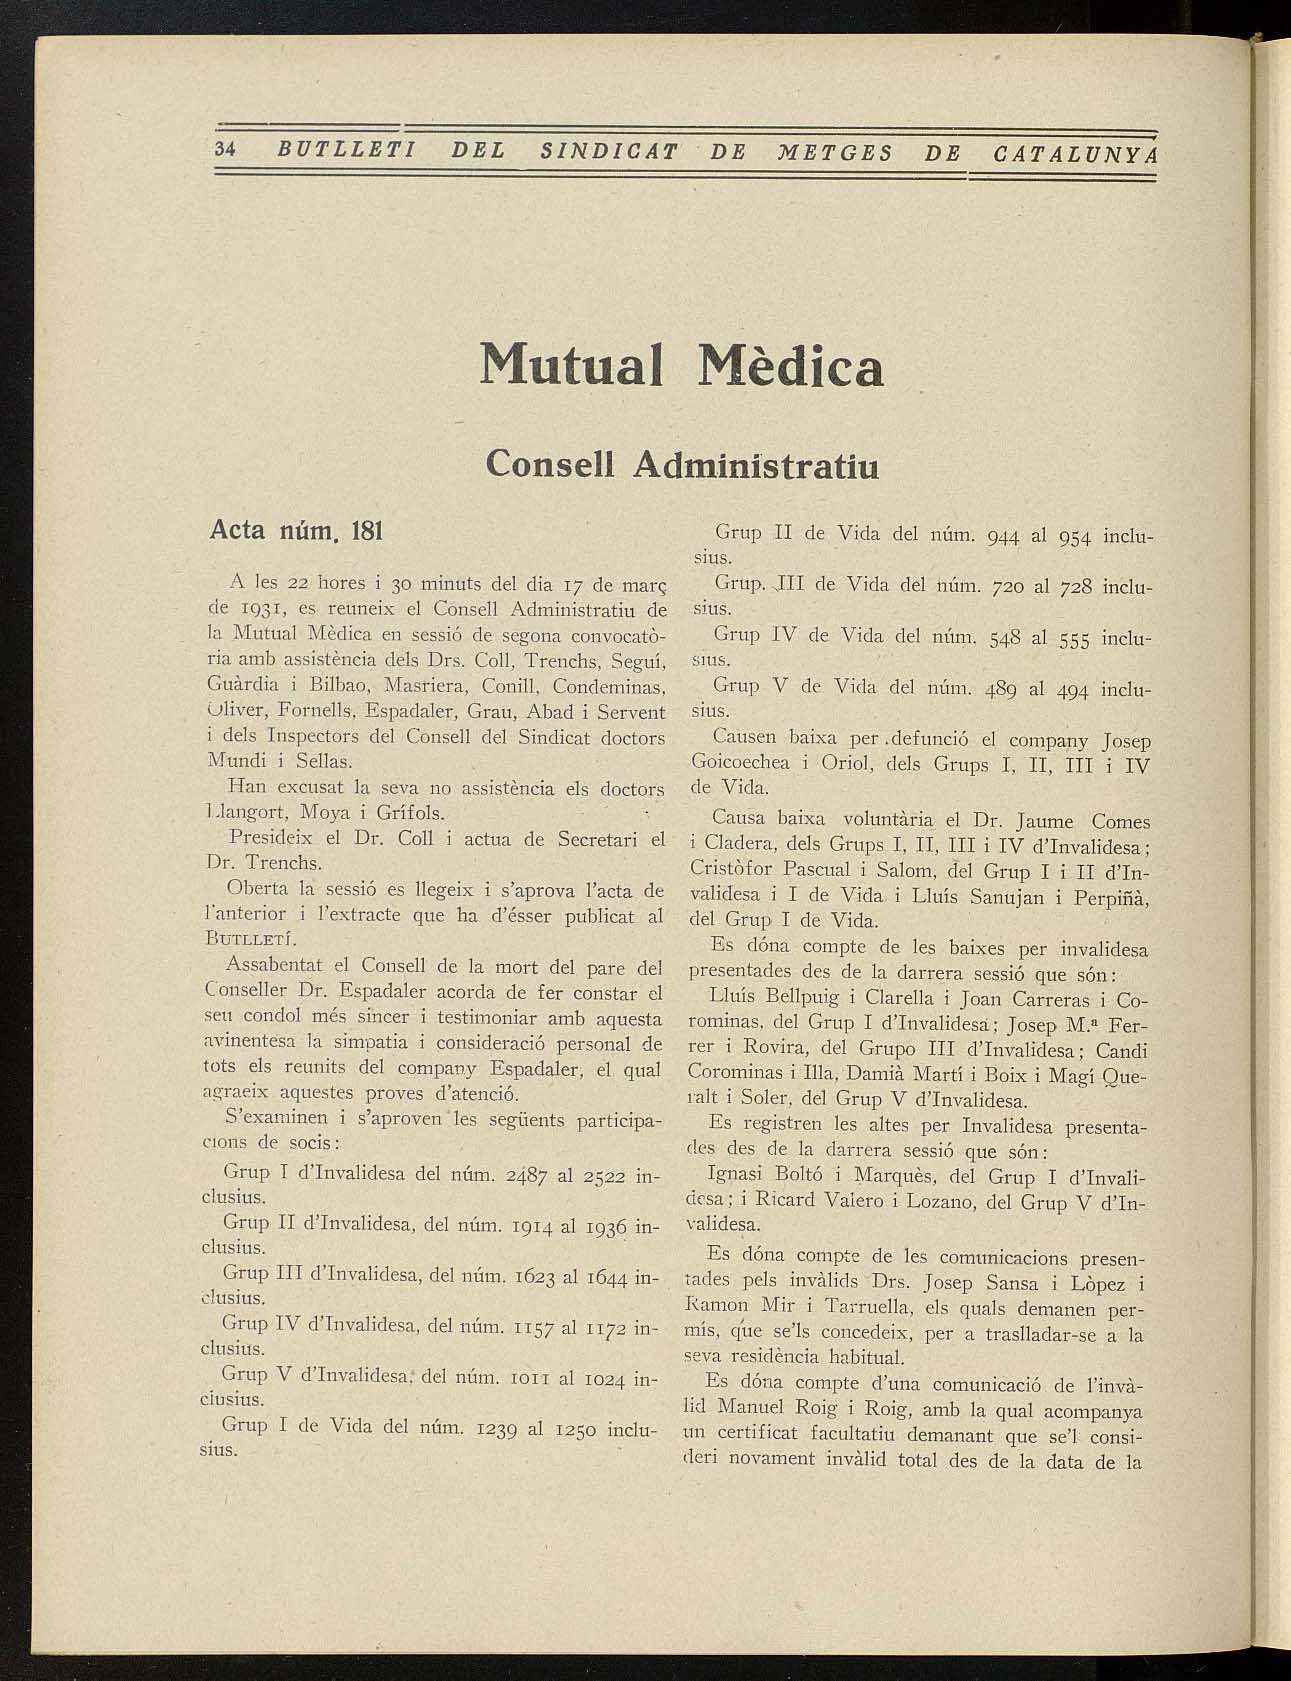 34 BUTLLETI DEL SINDICAT DE METGES DE CATALUNYA
Mutual Mèdica
Consell Administratiu
Acta núm. 181
A les 22 hores i 30 minuts del dia 17 de març
de 1931, es reuneix el Consell Administratiu de
la Mutual Mèdica en sessió de segona convocatò-
ria amb assistència dels Drs. Coll, Trenchs, Seguí,
Guàrdia i Bilbao, Masriera, Conill, Condeminas,
Oliver, Fornells, Espadaler, Grau, Abad i Servent
i dels Inspectors del Consell del Sindicat doctors
Mundi i Sellas.
Han excusat la seva no assistència els doctors
Llangort, Moya i Grífols.
Presideix el Dr. Coll i actua de Secretari el
Dr. Trenchs.
Oberta la sessió es llegeix i s'aprova l'acta de
l'anterior i l'extracte que ha d'ésser publicat al
BUTLLETÍ.
Assabentat el Consell de la mort del pare del
Conseller Dr. Espadaler acorda de fer constar el
seu condol més sincer i testimoniar amb aquesta
avinentesa la simpatia i consideració personal de
tots els reunits del company Espadaler, el qual
agraeix aquestes proves d'atenció.
S'examinen i s'aproven les següents participa-
cions de socis:
Grup I d'Invalidesa del núm. 2487 al 2522 in-
clusius.
Grup II d'Invalidesa, del núm. 1914 al 1936 in-
clusius.
Grup III d'Invalidesa, del núm. 1623 al 1644 in-
clusius.
Grup IV d'Invalidesa, del núm. 1157 al 1172 in-
clusius.
Grup V d'Invalidesa, del núm. 1011 al 1024 in-
clusius.
Grup I de Vida del núm. 1239 al 1250 inclu-
sius.
Grup II de Vida del núm. 944 al 954 inclu-
sius.
Grup. III de Vida del núm. 720 al 728 inclu-
sius.
Grup IV de Vida del núm. 548 al 555 inclu-
sius.
Grup V de Vida del núm. 489 al 494 inclu-
sius.
Causen baixa per defunció el company Josep
Goicoechea i Oriol, dels Grups I, II, III i IV
de Vida.
Causa baixa voluntària el Dr. Jaume Comes
i Cladera, dels Grups I, II, III i IV d'Invalidesa;
Cristòfor Pascual i Salom, del Grup I i II d'In-
validesa i I de Vida i Lluís Sanujan i Perpiñà,
del Grup I de Vida.
Es dóna compte de les baixes per invalidesa
presentades des de la darrera sessió que són:
Lluís Bellpuig i Clarella i Joan Carreras i Co-
rominas, del Grup I d'Invalidesa; Josep M.ª Fer-
rer i Rovira, del Grupo III d'Invalidesa; Candi
Corominas i Illa, Damià Martí i Boix i Magí Que-
ralt i Soler, del Grup V d'Invalidesa.
Es registren les altes per Invalidesa presenta-
des des de la darrera sessió que són:
Ignasi Boltó i Marquès, del Grup I d'Invali-
desa; i Ricard Valero i Lozano, del Grup V d'In-
validesa.
Es dóna compte de les comunicacions presen-
tades pels invàlids Drs. Josep Sansa i Lòpez i
Ramon Mir i Tarruella, els quals demanen per-
mís, que se'ls concedeix, per a traslladar-se a la
seva residència habitual.
Es dóna compte d'una comunicació de l'invà-
lid Manuel Roig i Roig, amb la qual acompanya
un certificat facultatiu demanant que se'l consi-
deri novament invàlid total des de la data de la